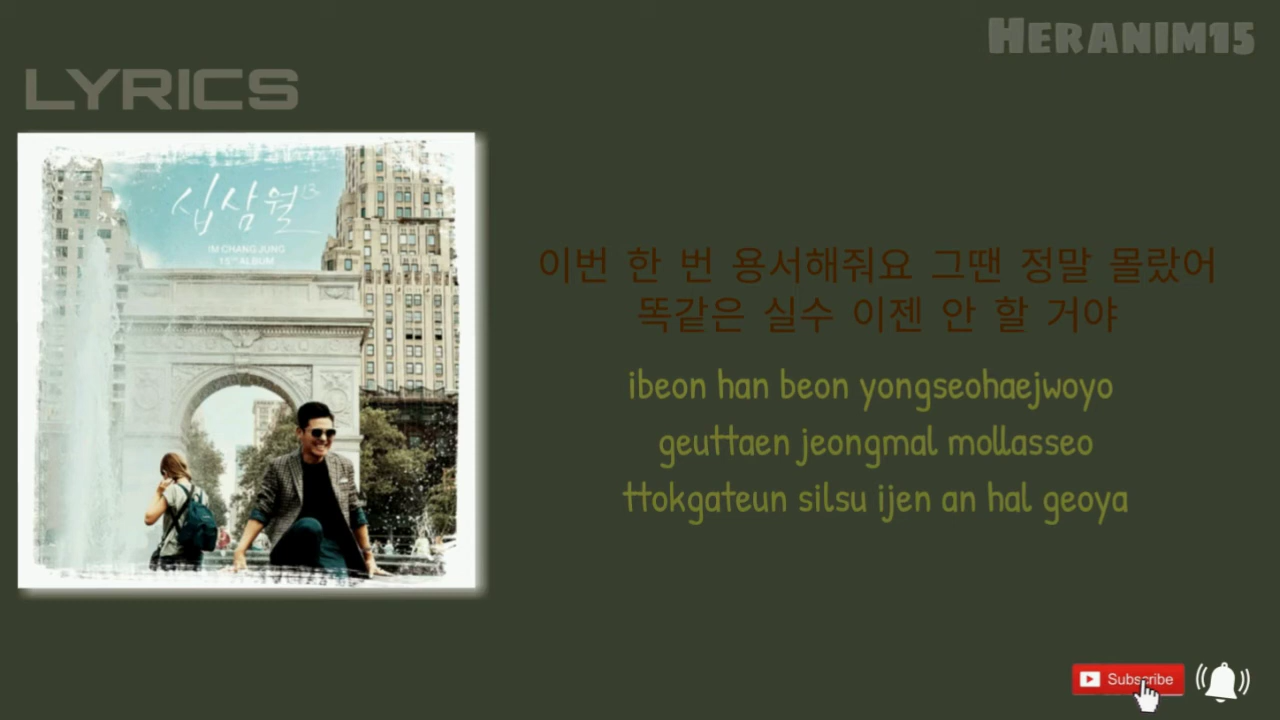 HERANIM15
LYRICS
십삼월
IM CHANG JUNG
15TH ALBUM
이번 한 번 용서해줘요 그땐 정말 몰랐어
똑같은 실수 이젠 안 할 거야
ibeon han beon yongseohaejwoyo
geuttaen jeongmal mollasseo
ttokgateun silsu ijen an hal geoya
Subscribe